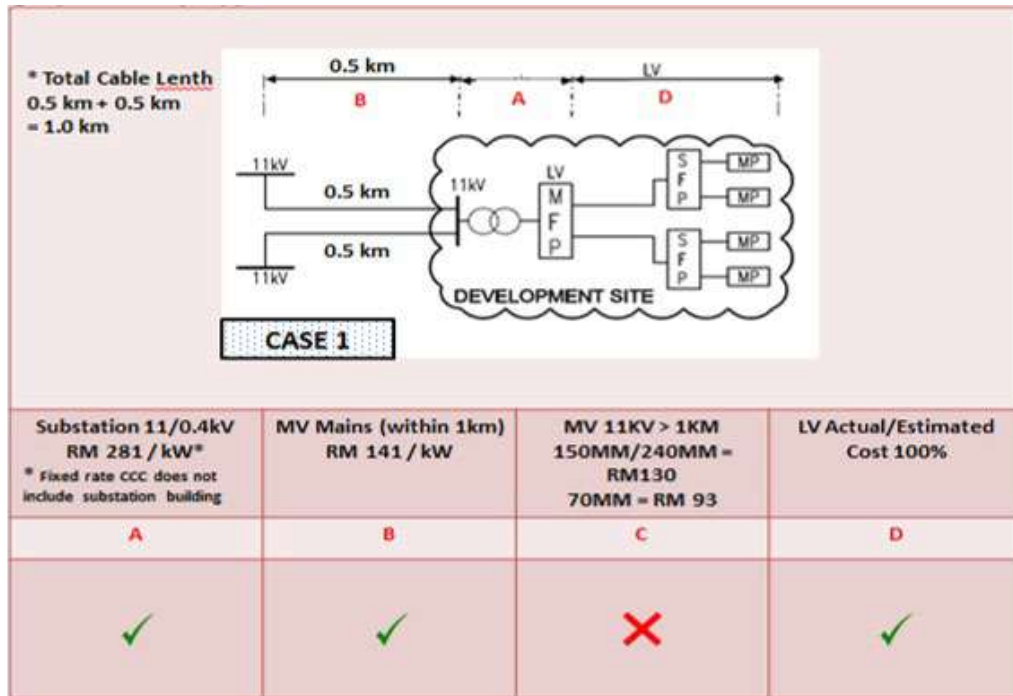 0.5 km
LV
* Total Cable Lenth
0.5 km + 0.5 km
= 1.0 km
B
A
D
11kV
0.5 km
11kV
LV
M
F
P
S
F
P
MP
MP
0.5 km
11kV
S
F
P
MP
MP
DEVELOPMENT SITE
CASE 1
Substation 11/0.4kV
RM 281 / kW*
* Fixed rate CCC does not
include substation building
MV Mains (within 1km)
RM 141 / kW
MV 11KV > 1KM
150MM/240MM =
RM130
70MM = RM 93
LV Actual/Estimated
Cost 100%
A
B
C
D